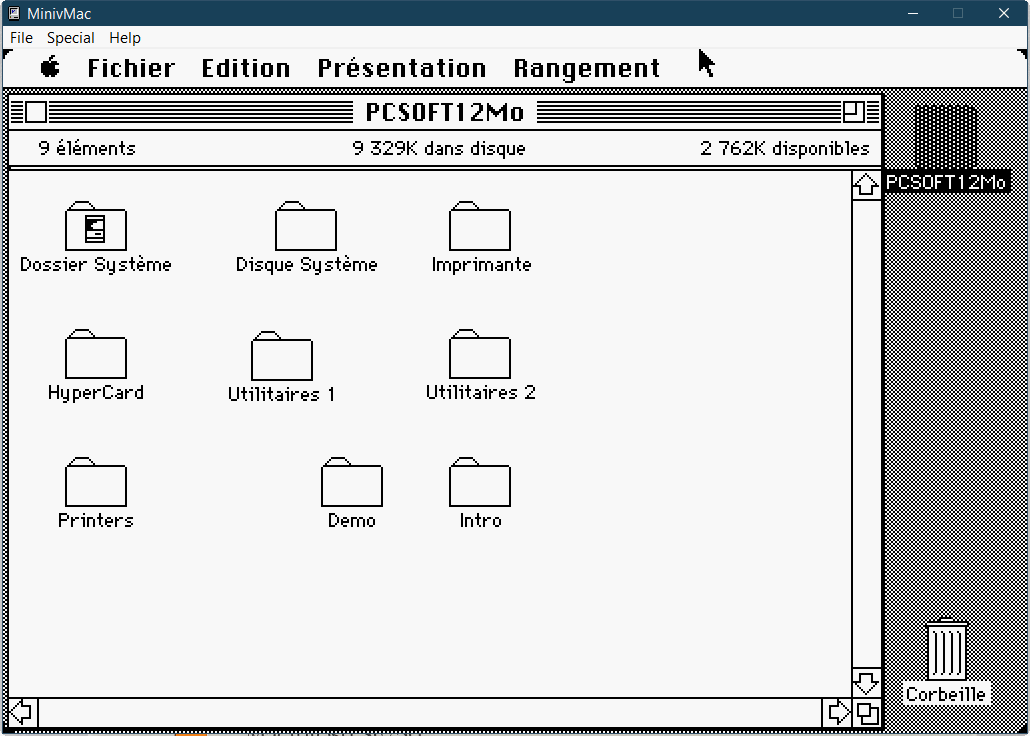 MinivMac
File Special Help
Fichier Edition Présentation Rangement
PCSOFT12Mo
9 éléments 9 329K dans disque 2 762K disponibles
PCSOFT12Mo
Dossier Système Disque Système Imprimante
HyperCard Utilitaires 1 Utilitaires 2
Printers Demo Intro
Corbeille